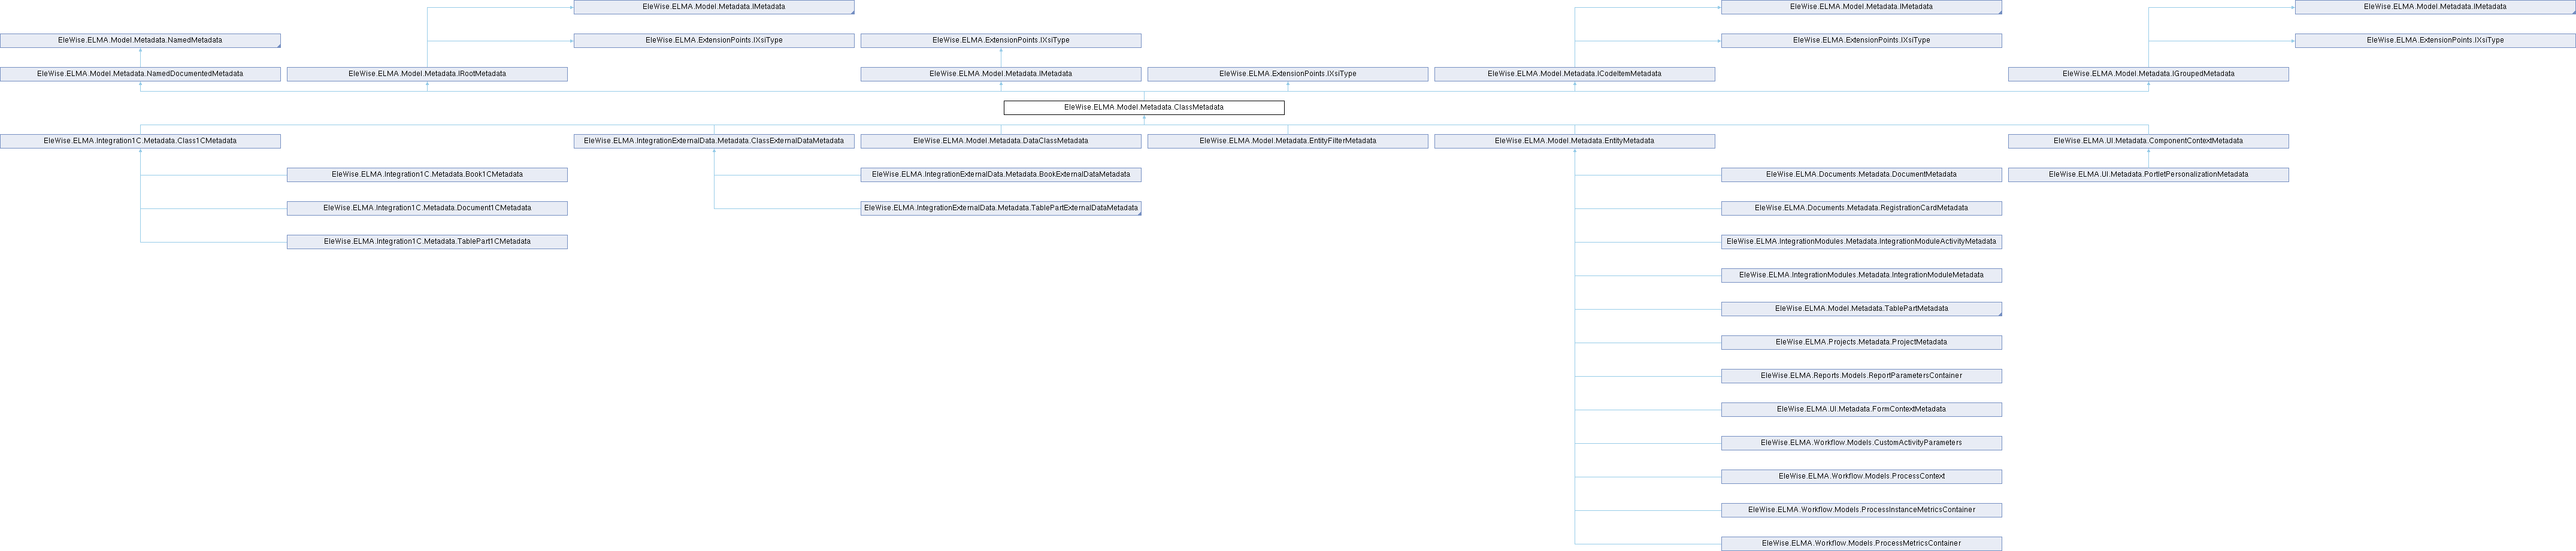 EleWise.ELMA.Model.Metadata.IMetadata
EleWise.ELMA.Model.Metadata.IMetadata
EleWise.ELMA.Model.Metadata.IMetadata
EleWise.ELMA.Model.Metadata.NamedMetadata
EleWise.ELMA.ExtensionPoints.IXsiType
EleWise.ELMA.ExtensionPoints.IXsiType
EleWise.ELMA.ExtensionPoints.IXsiType
EleWise.ELMA.ExtensionPoints.IXsiType
EleWise.ELMA.Model.Metadata.NamedDocumentedMetadata
EleWise.ELMA.Model.Metadata.IRootMetadata
EleWise.ELMA.Model.Metadata.IMetadata
EleWise.ELMA.ExtensionPoints.IXsiType
EleWise.ELMA.Model.Metadata.ICodeItemMetadata
EleWise.ELMA.Model.Metadata.IGroupedMetadata
EleWise.ELMA.Model.Metadata.ClassMetadata
EleWise.ELMA.Integration1C.Metadata.Class1CMetadata
EleWise.ELMA.IntegrationExternalData.Metadata.ClassExternalDataMetadata
EleWise.ELMA.Model.Metadata.DataClassMetadata
EleWise.ELMA.Model.Metadata.EntityFilterMetadata
EleWise.ELMA.Model.Metadata.EntityMetadata
EleWise.ELMA.UI.Metadata.ComponentContextMetadata
EleWise.ELMA.Integration1C.Metadata.Book1CMetadata
EleWise.ELMA.IntegrationExternalData.Metadata.BookExternalDataMetadata
EleWise.ELMA.Documents.Metadata.DocumentMetadata
EleWise.ELMA.UI.Metadata.PortletPersonalizationMetadata
EleWise.ELMA.Integration1C.Metadata.Document1CMetadata
EleWise.ELMA.IntegrationExternalData.Metadata.TablePartExternalDataMetadata
EleWise.ELMA.Documents.Metadata.RegistrationCardMetadata
EleWise.ELMA.Integration1C.Metadata.TablePart1CMetadata
EleWise.ELMA.IntegrationModules.Metadata.IntegrationModuleActivityMetadata
EleWise.ELMA.IntegrationModules.Metadata.IntegrationModuleMetadata
EleWise.ELMA.Model.Metadata.TablePartMetadata
EleWise.ELMA.Projects.Metadata.ProjectMetadata
EleWise.ELMA.Reports.Models.ReportParametersContainer
EleWise.ELMA.UI.Metadata.FormContextMetadata
EleWise.ELMA.Workflow.Models.CustomActivityParameters
EleWise.ELMA.Workflow.Models.ProcessContext
EleWise.ELMA.Workflow.Models.ProcessInstanceMetricsContainer
EleWise.ELMA.Workflow.Models.ProcessMetricsContainer